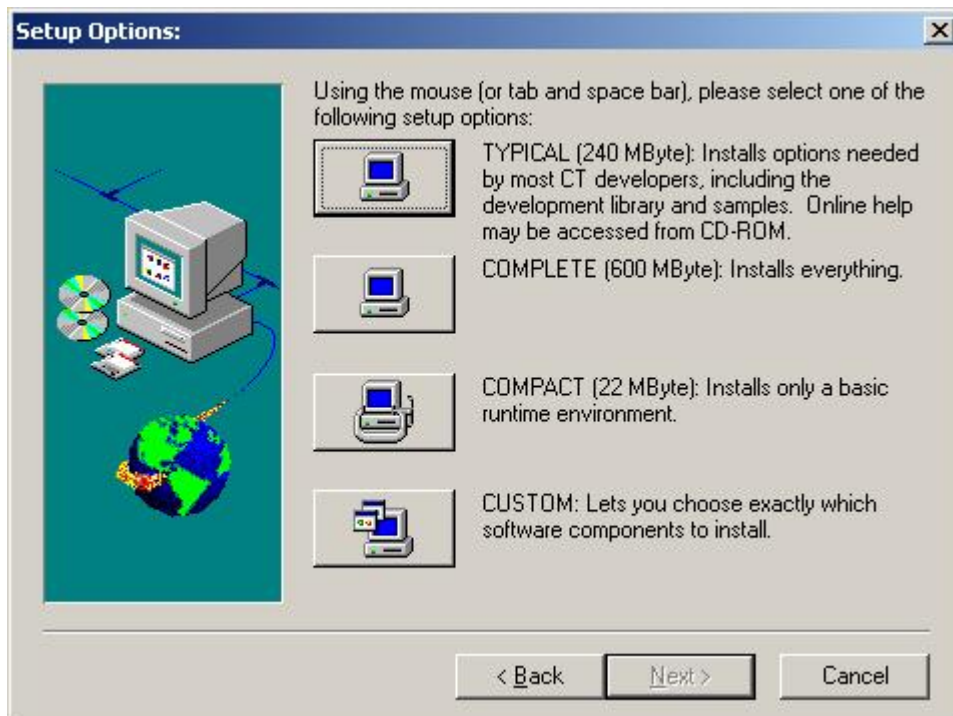 Setup Options:
Using the mouse (or tab and space bar), please select one of the
following setup options:
TYPICAL (240 MByte): Installs options needed
by most CT developers, including the
development library and samples. Online help
may be accessed from CD-ROM.
COMPLETE (600 MByte): Installs everything.
COMPACT (22 MByte): Installs only a basic
runtime environment.
CUSTOM: Lets you choose exactly which
software components to install.
< Back
Next >
Cancel